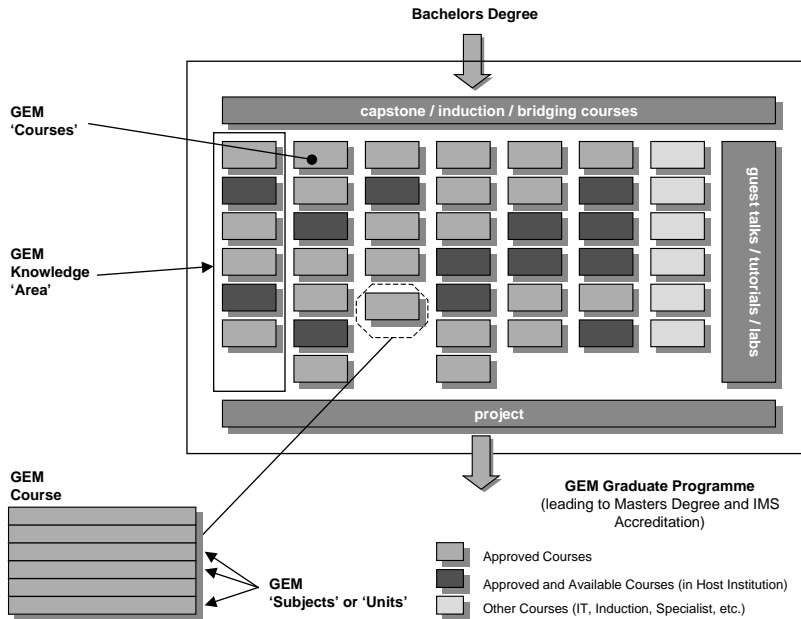 Bachelors Degree
GEM
'Courses'
capstone / induction / bridging courses
guest talks / tutorials / labs
GEM
Knowledge
'Area'
project
GEM
Course
GEM Graduate Programme
(leading to Masters Degree and IMS
Accreditation)
Approved Courses
GEM
'Subjects' or 'Units'
Approved and Available Courses (in Host Institution)
Other Courses (IT, Induction, Specialist, etc.)